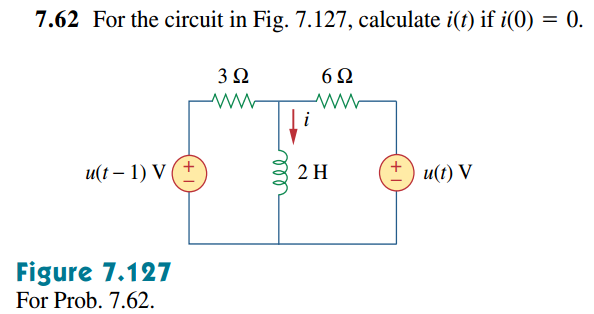 7.62 For the circuit in Fig. 7.127, calculate i(t) if i(0) = 0.
3 Ω 6 Ω
i
u(t – 1) V + – 2 H + – u(t) V
Figure 7.127
For Prob. 7.62.